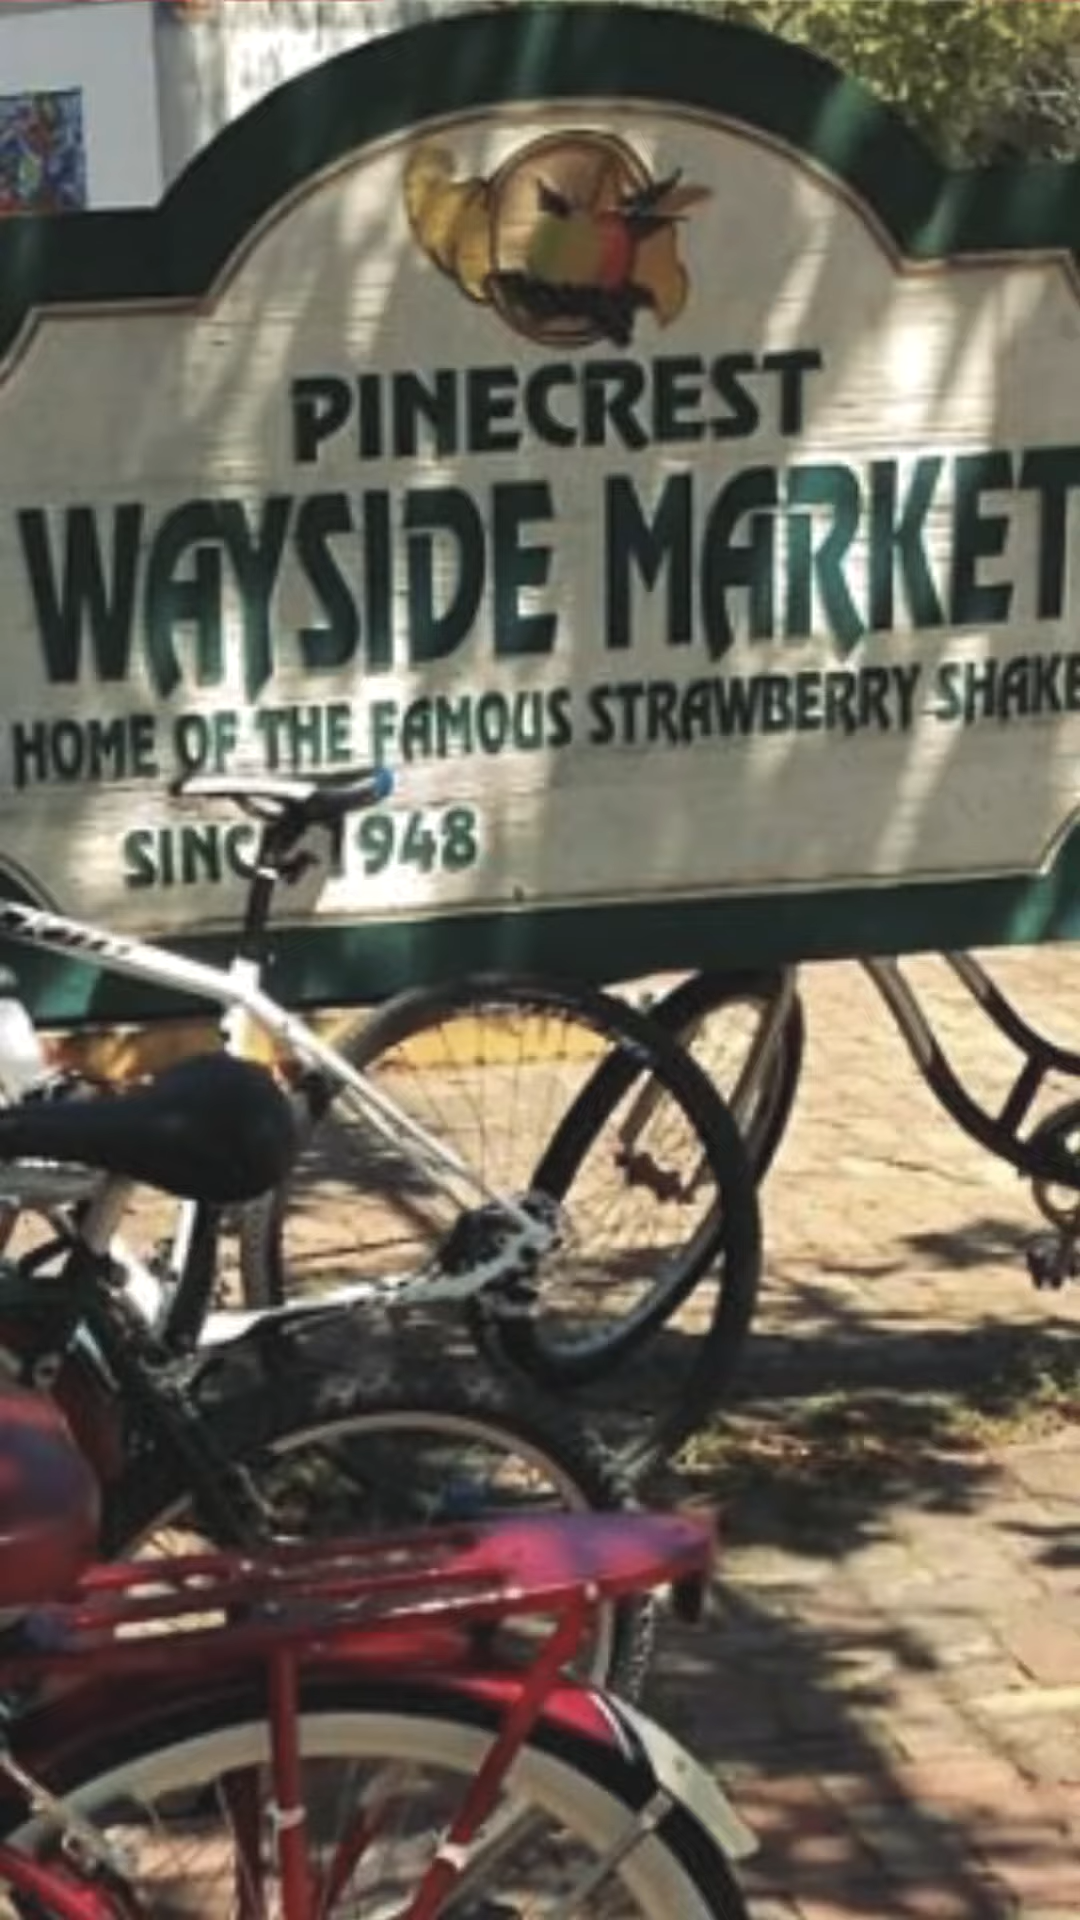 PINECREST
WAYSIDE MARKET
HOME OF THE FAMOUS STRAWBERRY SHAKE
SINCE 1948